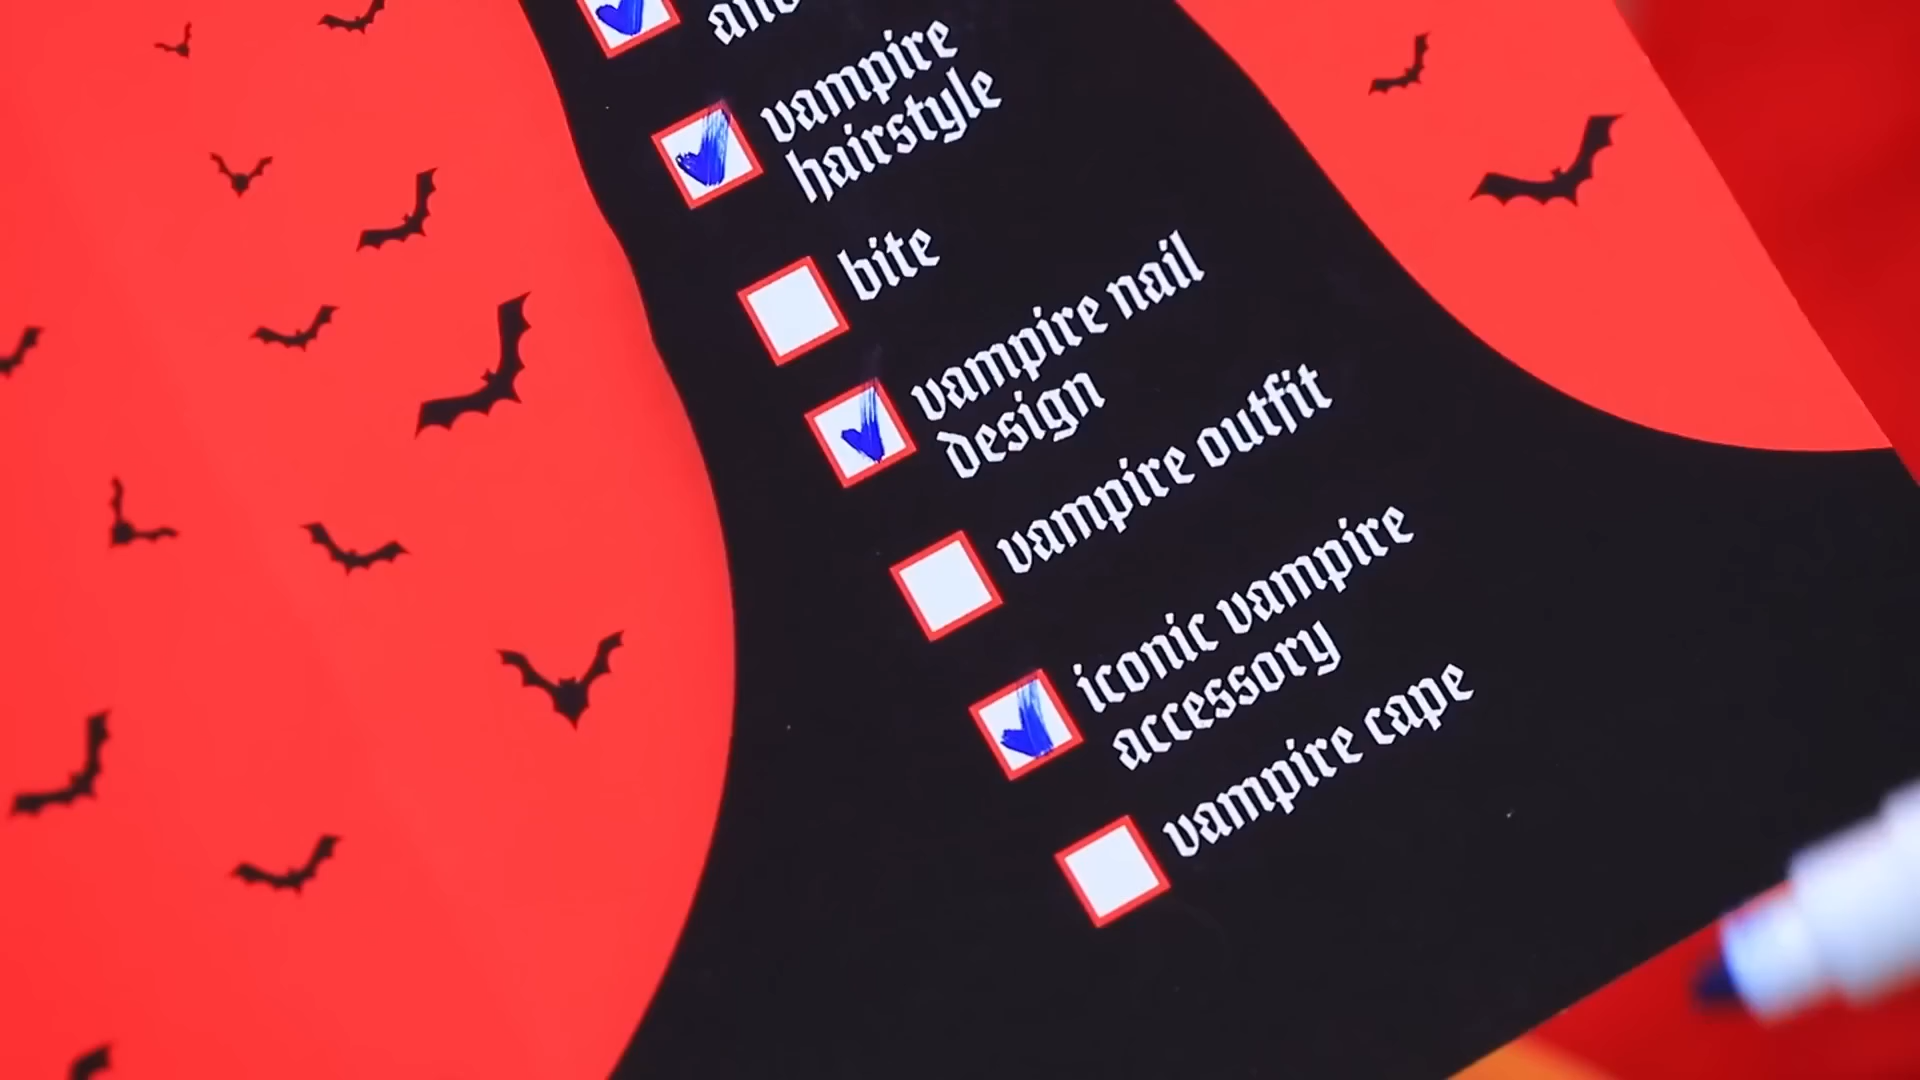 vampire
hairstyle
bite
vampire nail
design
vampire outfit
iconic vampire
accessory
vampire cape